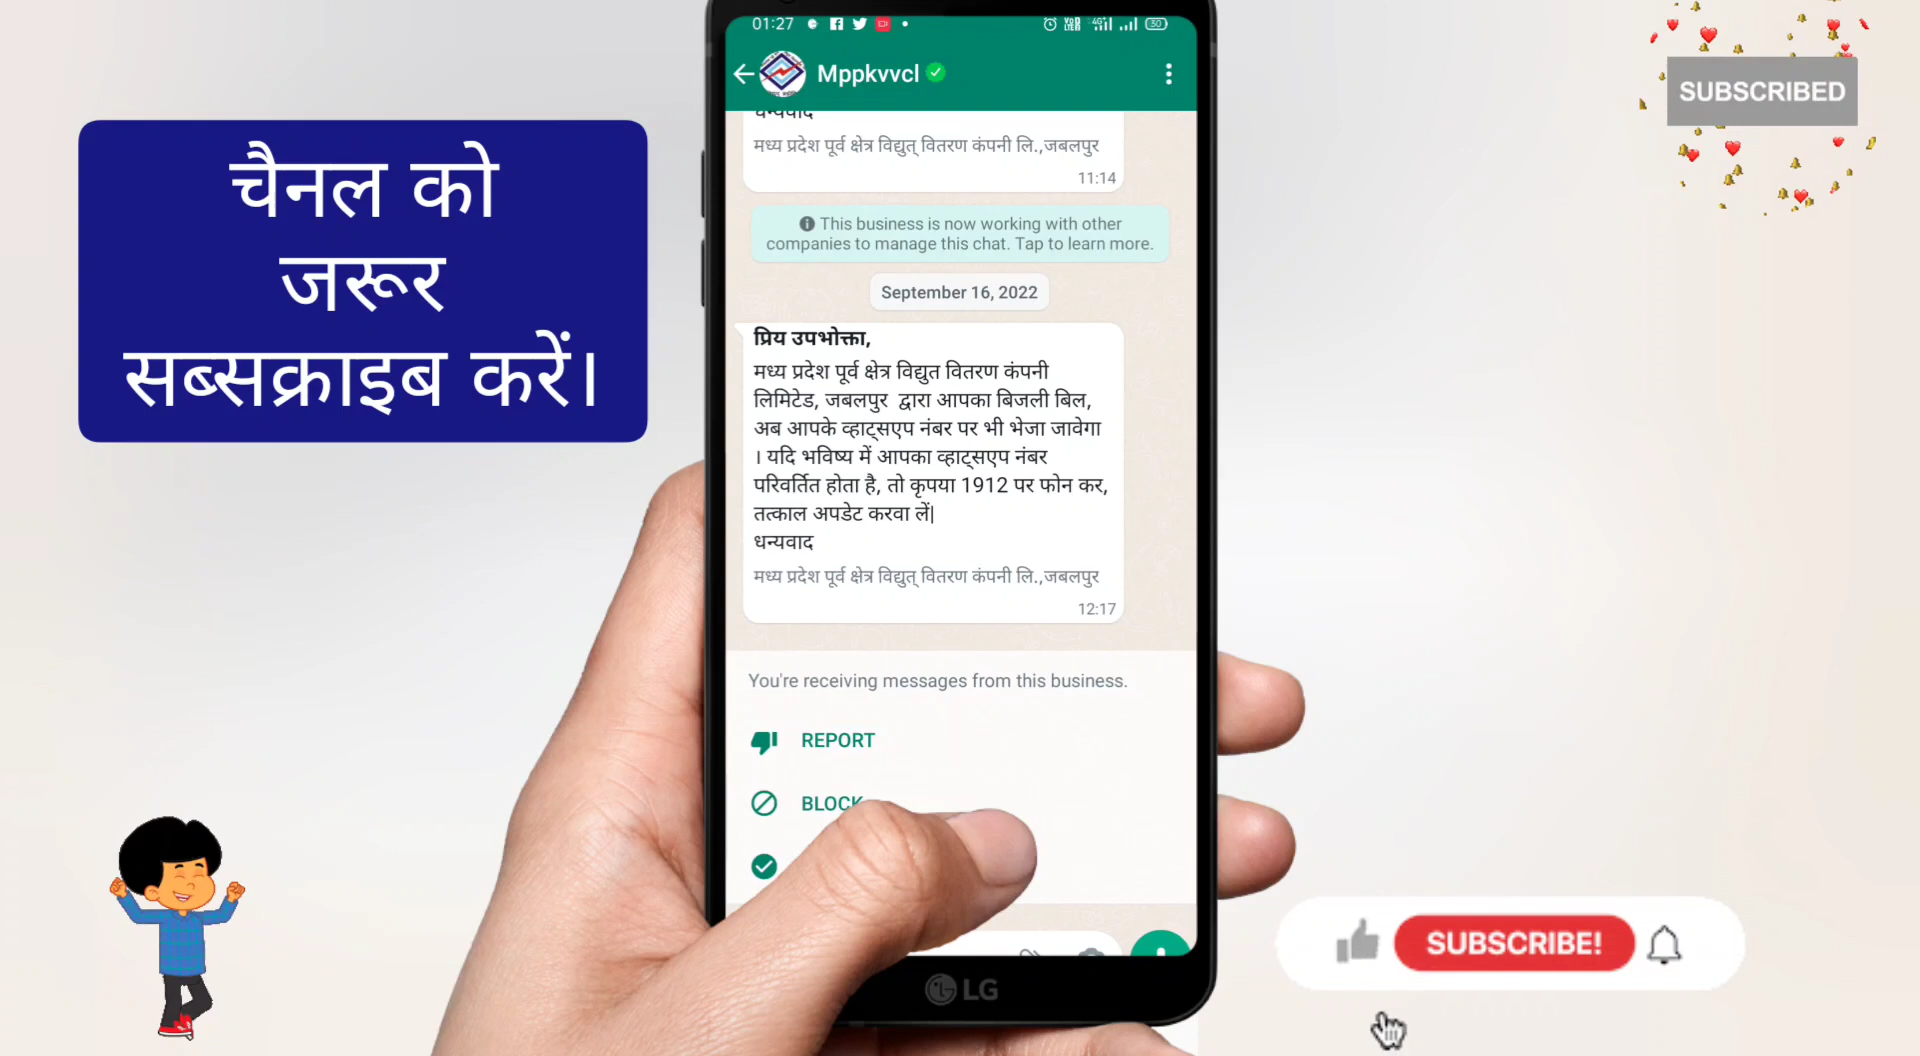 01:27
30
Mppkvvcl
SUBSCRIBED
चैनल को
जरूर
सब्सक्राइब करें।
धन्यवाद
मध्य प्रदेश पूर्व क्षेत्र विद्युत् वितरण कंपनी लि.,जबलपुर
11:14
This business is now working with other
companies to manage this chat. Tap to learn more.
September 16, 2022
प्रिय उपभोक्ता,
मध्य प्रदेश पूर्व क्षेत्र विद्युत वितरण कंपनी
लिमिटेड, जबलपुर द्वारा आपका बिजली बिल,
अब आपके व्हाट्सएप नंबर पर भी भेजा जावेगा
। यदि भविष्य में आपका व्हाट्सएप नंबर
परिवर्तित होता है, तो कृपया 1912 पर फोन कर,
तत्काल अपडेट करवा लें|
धन्यवाद
मध्य प्रदेश पूर्व क्षेत्र विद्युत् वितरण कंपनी लि.,जबलपुर
12:17
You're receiving messages from this business.
REPORT
BLOCK
SUBSCRIBE!
LG